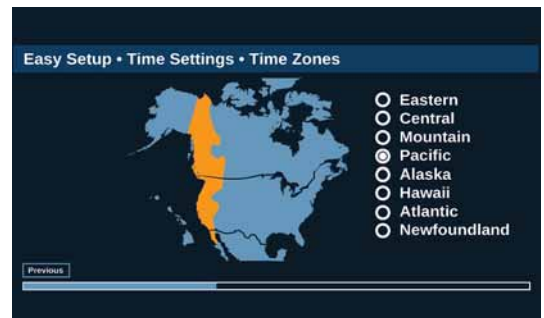 Easy Setup • Time Settings • Time Zones
Eastern
Central
Mountain
Pacific
Alaska
Hawaii
Atlantic
Newfoundland
Previous